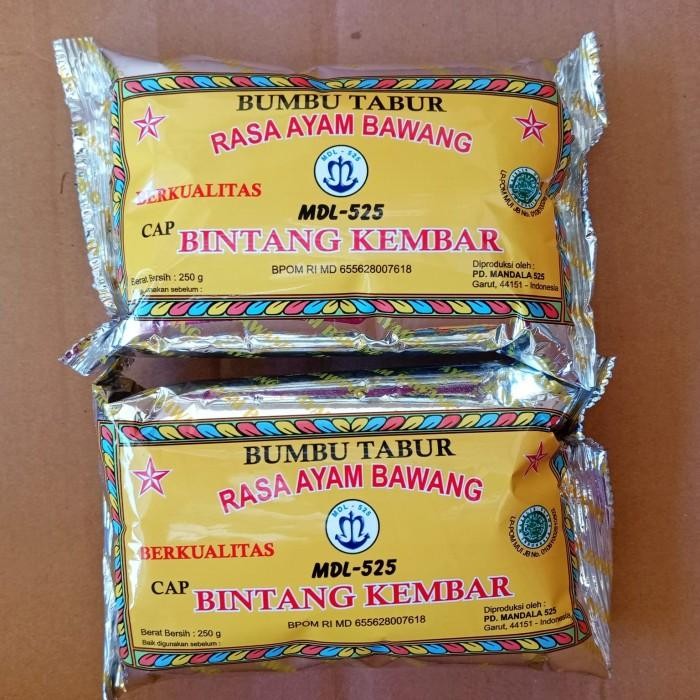 BUMBU TABUR
RASA AYAM BAWANG
MDL - 525
BERKUALITAS
MDL-525
CAP BINTANG KEMBAR
BPOM RI MD 655628007618
Berat Bersih : 250 g
digunakan sebelum :
Diproduksi oleh :
PD. MANDALA 525
Garut, 44151 - Indonesia
BUMBU TABUR
RASA AYAM BAWANG
MDL - 525
BERKUALITAS
MDL-525
CAP BINTANG KEMBAR
BPOM RI MD 655628007618
Berat Bersih : 250 g
Baik digunakan sebelum :
Diproduksi oleh :
PD. MANDALA 525
Garut, 44151 - Indonesia